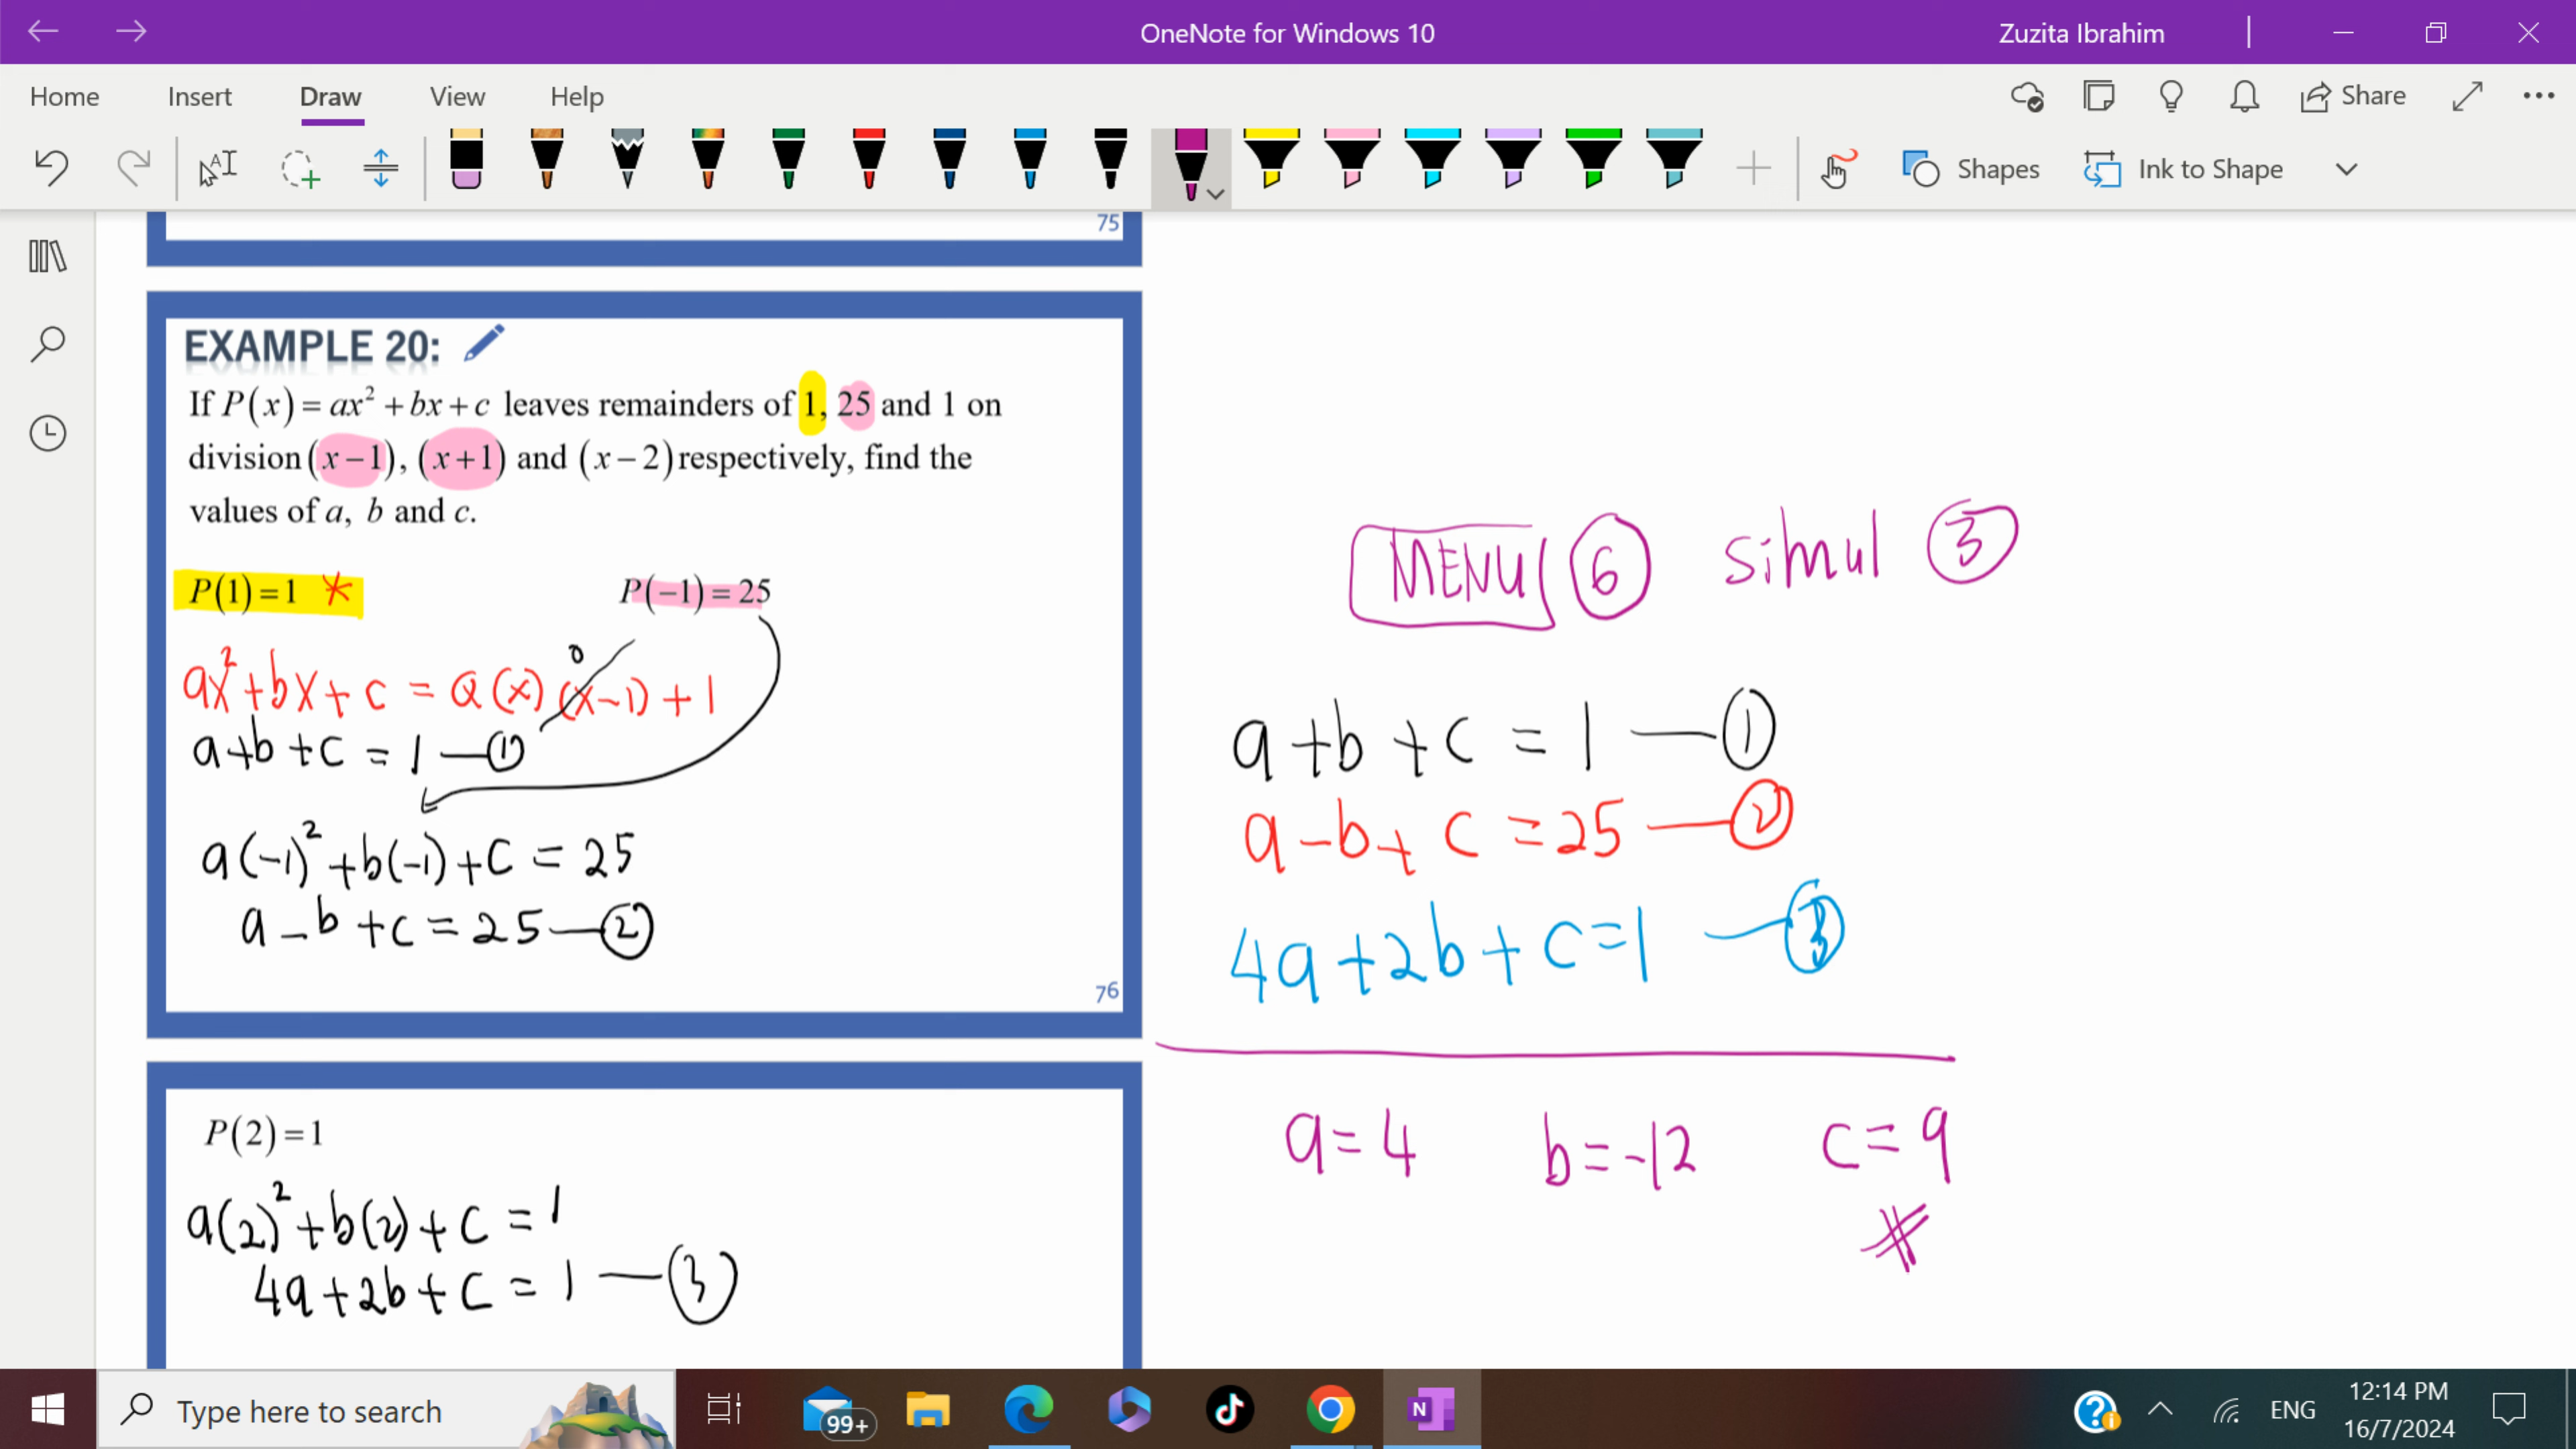 OneNote for Windows 10
Zuzita Ibrahim
Home Insert Draw View Help
Share
Shapes
Ink to Shape
75
EXAMPLE 20:
If P(x) = ax² + bx + c leaves remainders of 1, 25 and 1 on
division (x − 1), (x + 1) and (x − 2) respectively, find the
values of a, b and c.
P(1) = 1 *
P(−1) = 25
ax² + bx + c = Q(x) (x−1) + 1
0
a + b + c = 1 — ①
a(−1)² + b(−1) + c = 25
a − b + c = 25 — ②
76
P(2) = 1
a(2)² + b(2) + c = 1
4a + 2b + c = 1 — ③
MENU ⑥ simul ③
a + b + c = 1 — ①
a − b + c = 25 — ②
4a + 2b + c = 1 — ③
a = 4 b = -12 c = 9
Type here to search
99+
N
ENG
12:14 PM
16/7/2024